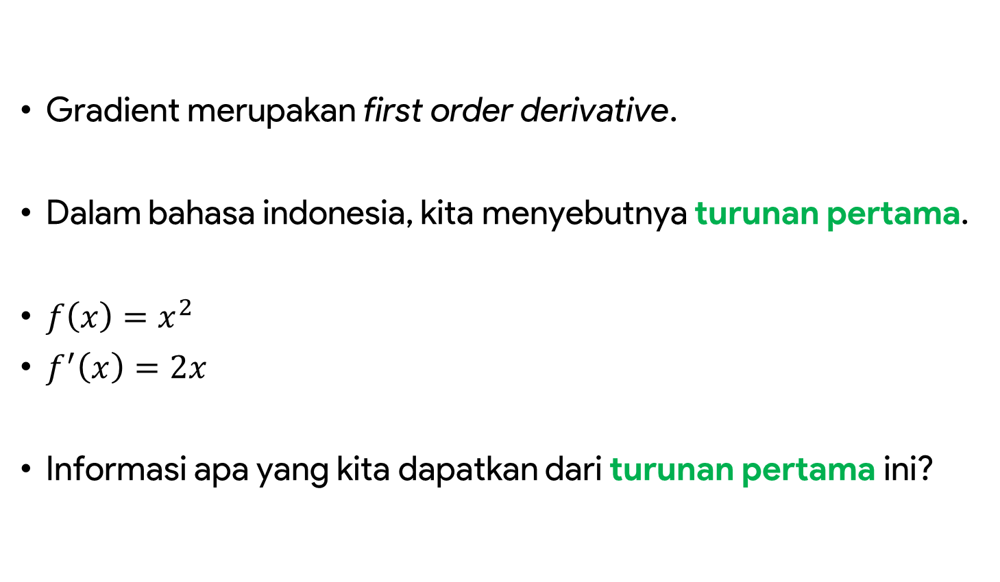 • Gradient merupakan first order derivative.
• Dalam bahasa indonesia, kita menyebutnya turunan pertama.
• f(x) = x²
• f′(x) = 2x
• Informasi apa yang kita dapatkan dari turunan pertama ini?